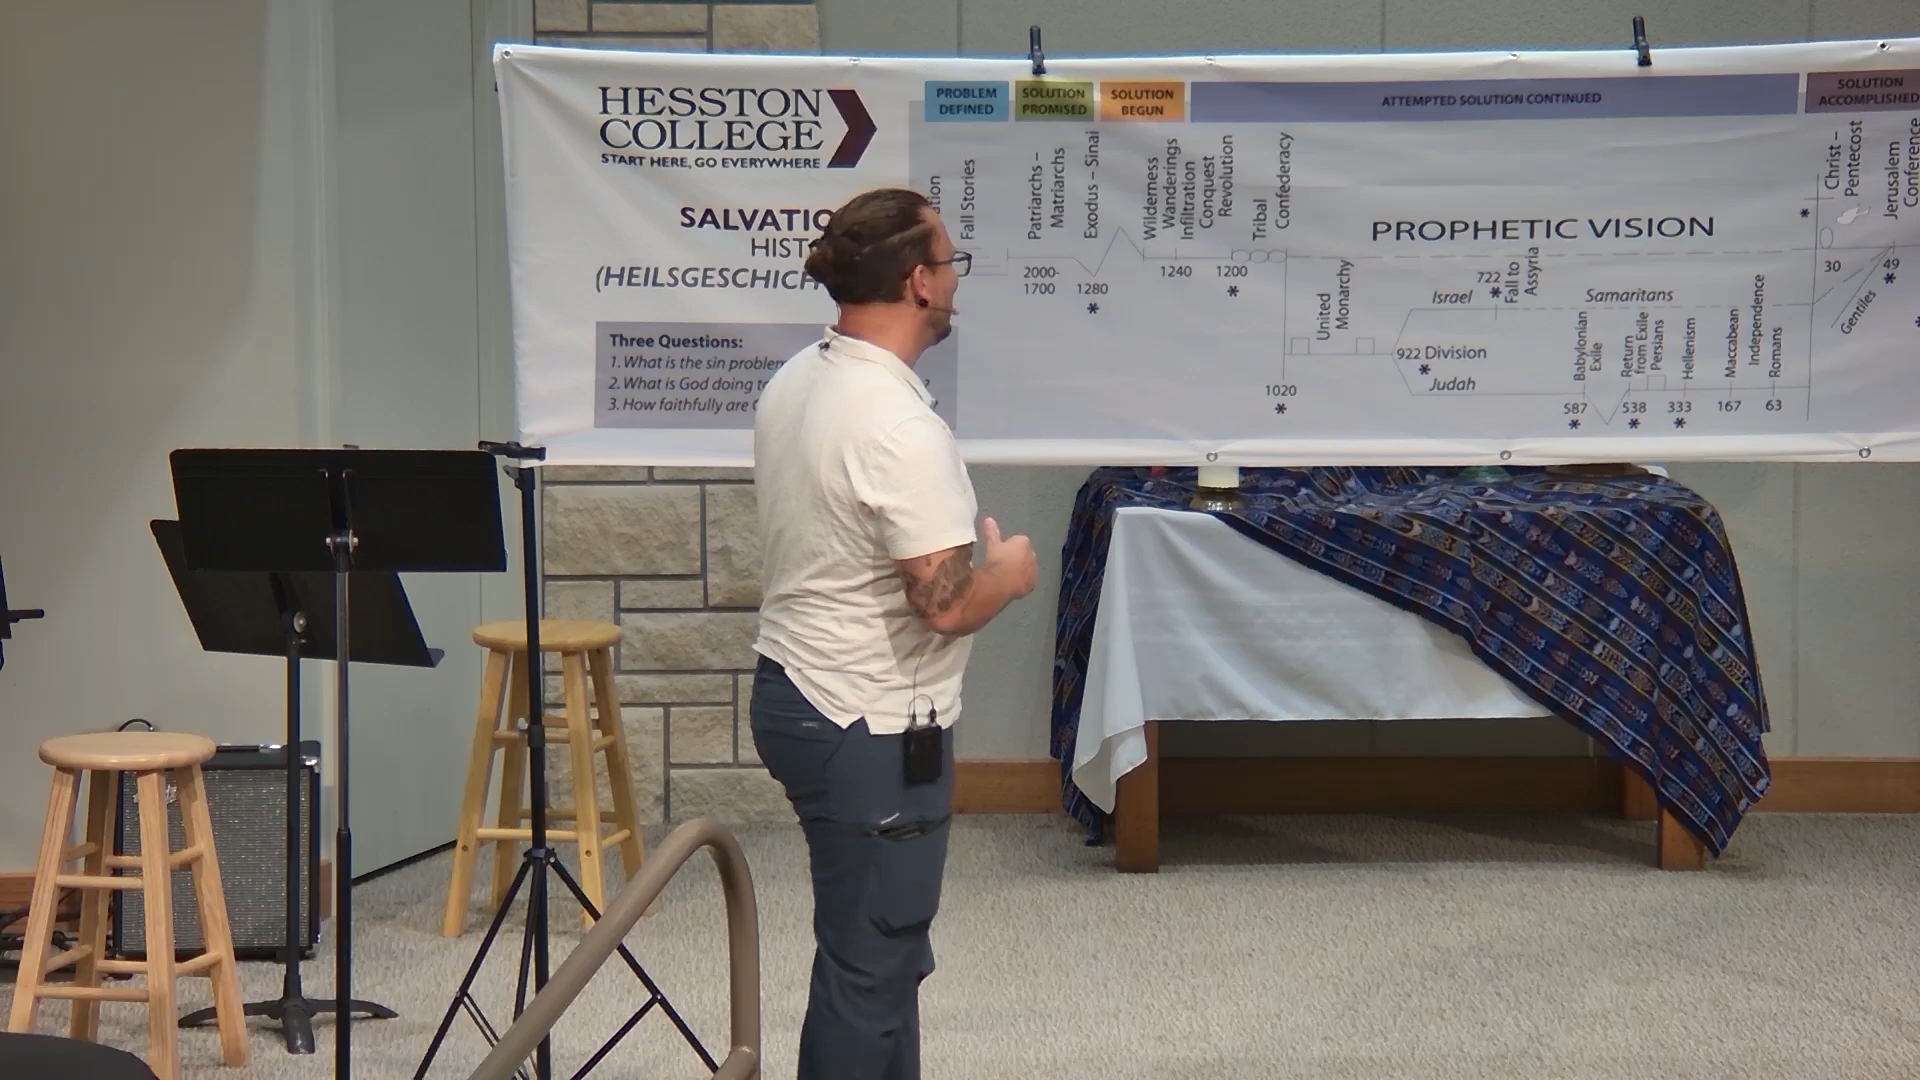 HESSTON
COLLEGE
START HERE, GO EVERYWHERE
SALVATIO
HIST
(HEILSGESCHICH
Three Questions:
1. What is the sin problem
2. What is God doing t
3. How faithfully are
?
PROBLEM
DEFINED
SOLUTION
PROMISED
SOLUTION
BEGUN
ATTEMPTED SOLUTION CONTINUED
SOLUTION
ACCOMPLISHED
ation
Fall Stories
Patriarchs –
Matriarchs
Exodus – Sinai
Wilderness
Wanderings
Infiltration
Conquest
Revolution
Tribal
Confederacy
PROPHETIC VISION
Christ –
Pentecost
Jerusalem
Conference
2000-
1700
1280
*
1240
1200
*
1020
*
United
Monarchy
922 Division
*
Israel
Judah
722
*
Fall to
Assyria
Samaritans
Babylonian
Exile
Return
from Exile
Persians
Hellenism
Maccabean
Independence
Romans
587
*
538
*
333
*
167
63
*
30
49
*
Gentiles